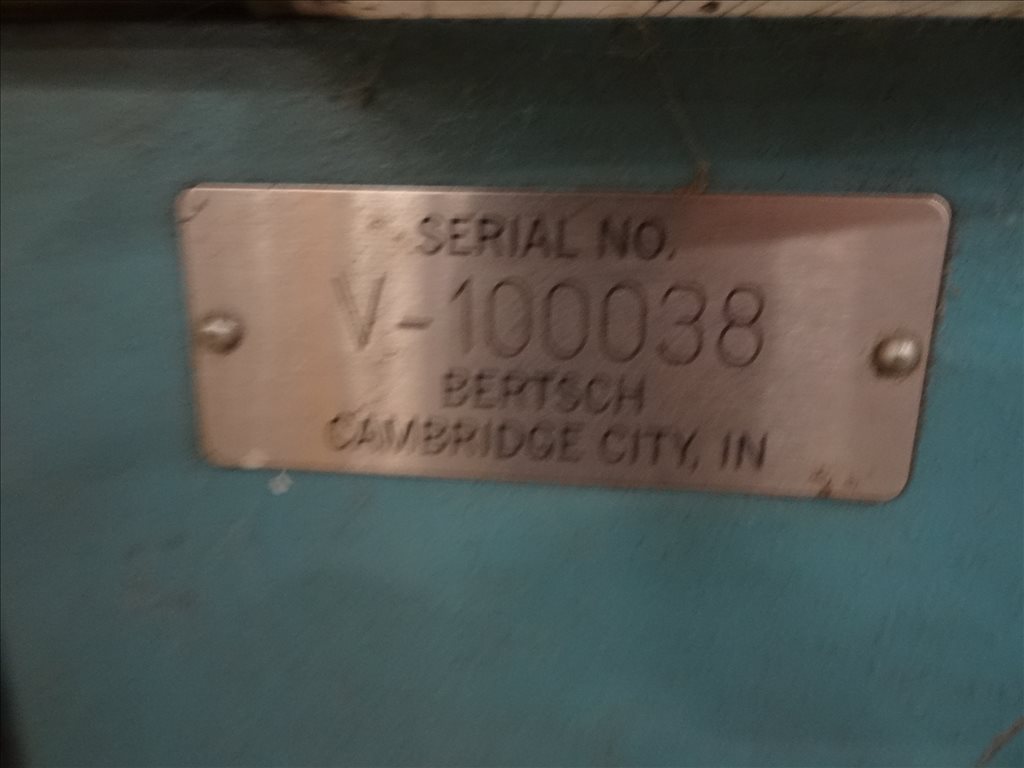 SERIAL NO.
V-100038
BERTSCH
CAMBRIDGE CITY, IN